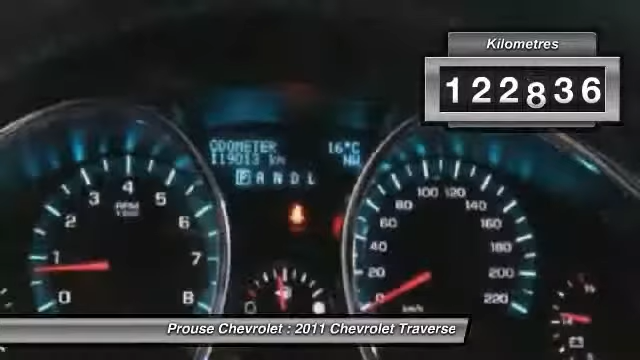 Kilometres
122836
ODOMETER 16°C
119013 km NW
P A N D L
0 1 2 3 4 5 6 7 8
RPM
0 20 40 60 80 100 120 140 160 180 200 220
km/h
Prouse Chevrolet : 2011 Chevrolet Traverse